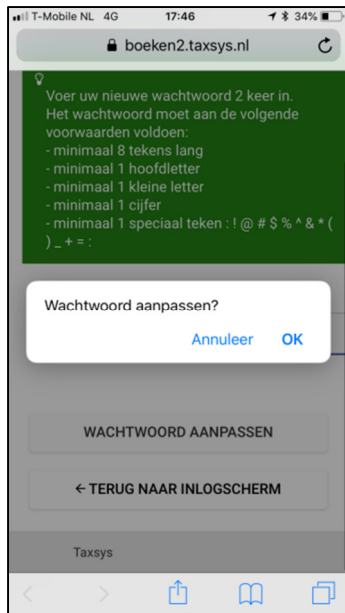 T-Mobile NL 4G 17:46 34%
boeken2.taxsys.nl
Voer uw nieuwe wachtwoord 2 keer in.
Het wachtwoord moet aan de volgende
voorwaarden voldoen:
- minimaal 8 tekens lang
- minimaal 1 hoofdletter
- minimaal 1 kleine letter
- minimaal 1 cijfer
- minimaal 1 speciaal teken : ! @ # $ % ^ & * (
) _ + = :
Wachtwoord aanpassen?
Annuleer OK
WACHTWOORD AANPASSEN
← TERUG NAAR INLOGSCHERM
Taxsys